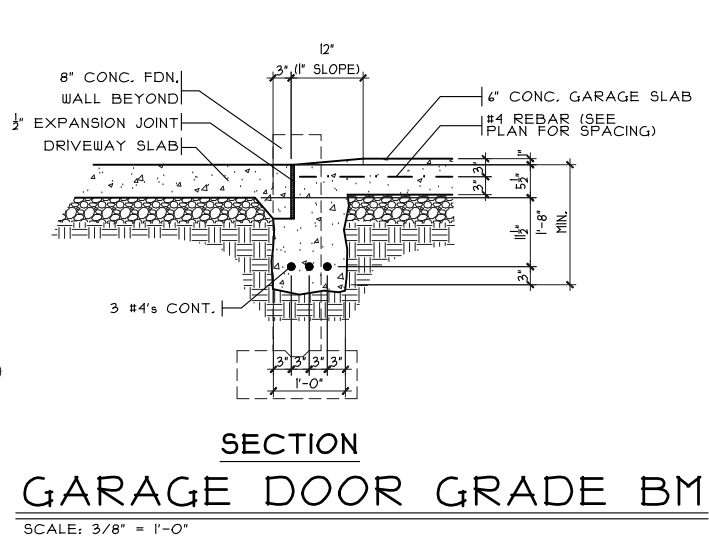 12"
3" (1" SLOPE)
8" CONC. FDN.
WALL BEYOND
½" EXPANSION JOINT
DRIVEWAY SLAB
6" CONC. GARAGE SLAB
#4 REBAR (SEE
PLAN FOR SPACING)
1"
3"
3"
5½"
11½"
3"
1'-8"
MIN.
3 #4's CONT.
3" 3" 3" 3"
1'-0"
SECTION
GARAGE DOOR GRADE BM
SCALE: 3/8" = 1'-0"